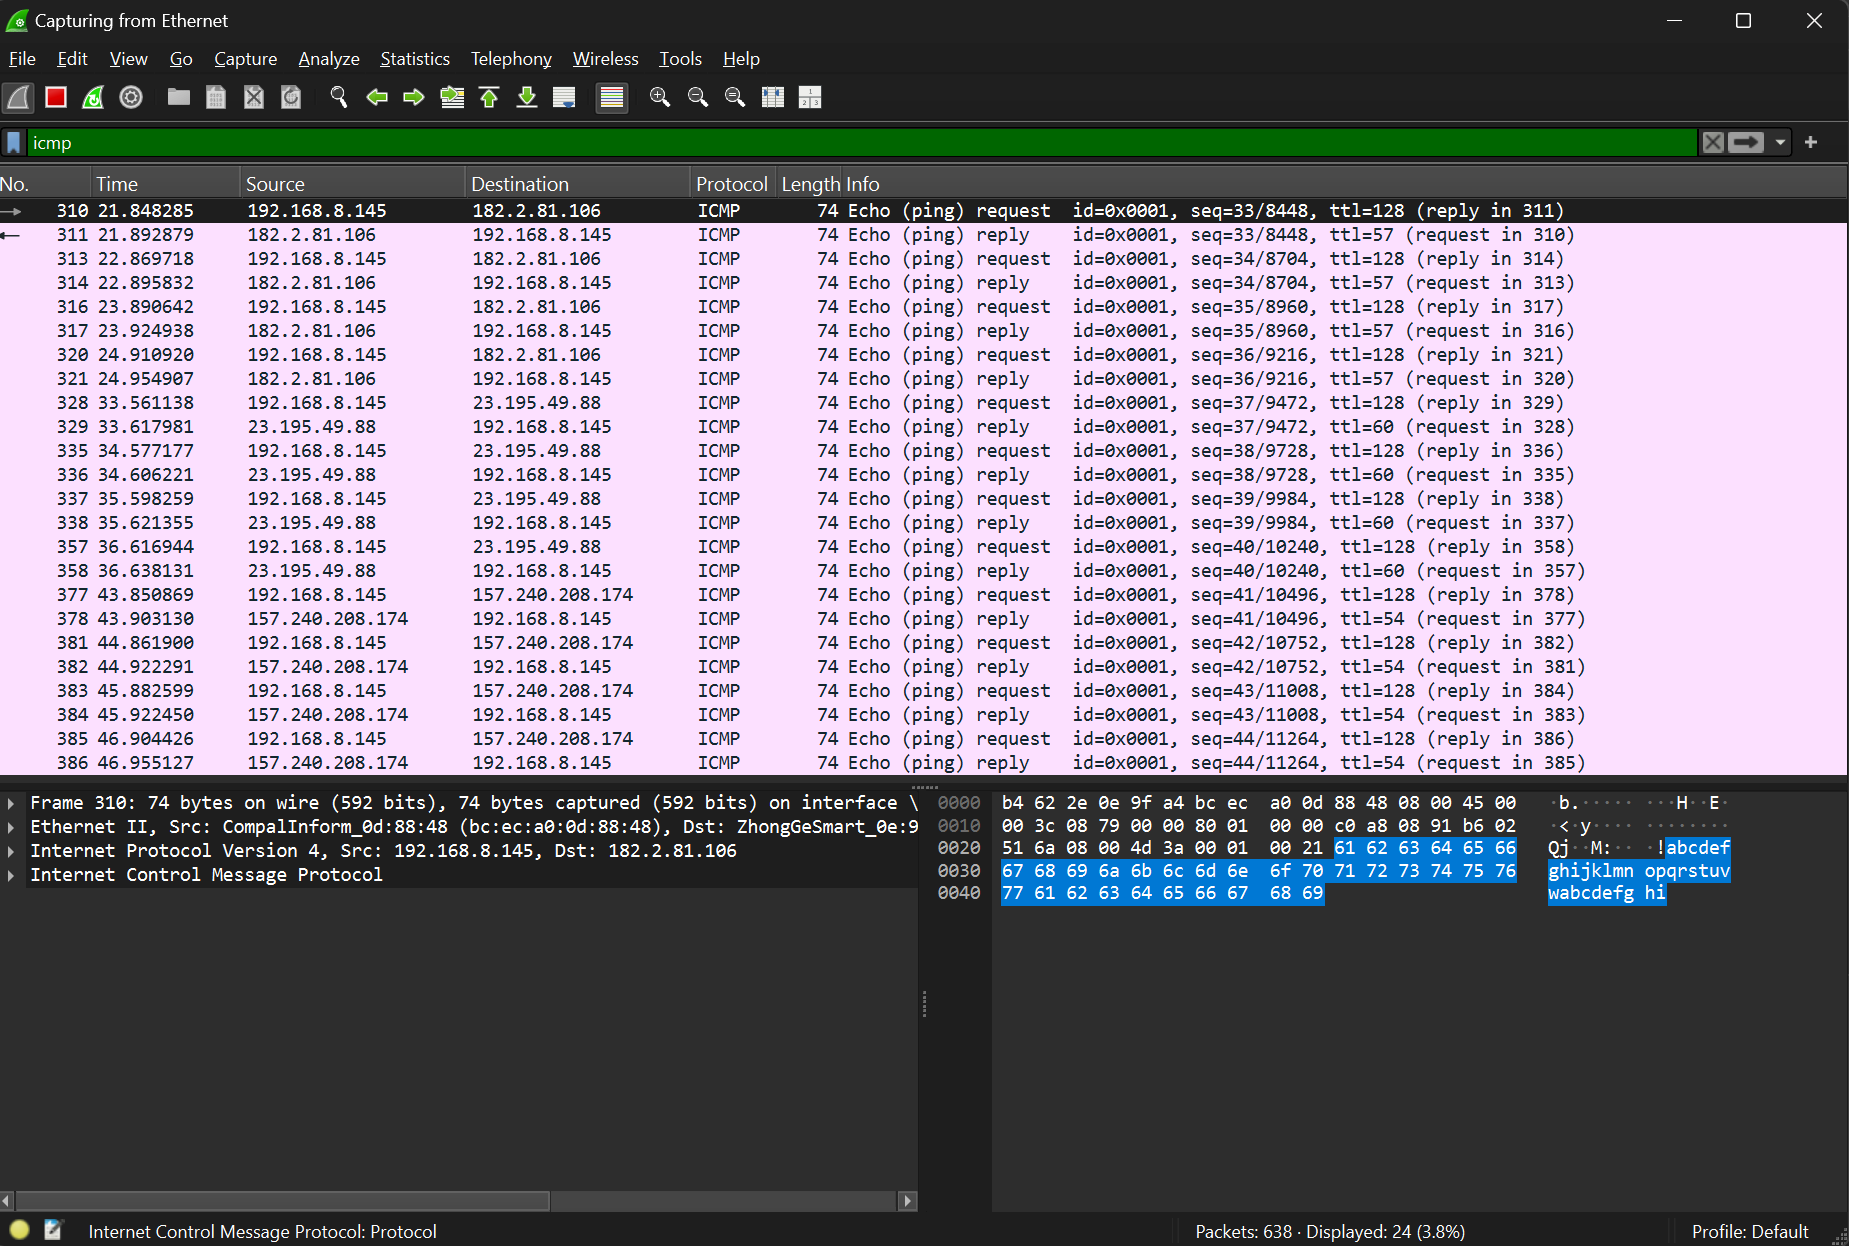 Capturing from Ethernet
File Edit View Go Capture Analyze Statistics Telephony Wireless Tools Help
icmp
No. Time Source Destination Protocol Length Info
310 21.848285 192.168.8.145 182.2.81.106 ICMP 74 Echo (ping) request id=0x0001, seq=33/8448, ttl=128 (reply in 311)
311 21.892879 182.2.81.106 192.168.8.145 ICMP 74 Echo (ping) reply id=0x0001, seq=33/8448, ttl=57 (request in 310)
313 22.869718 192.168.8.145 182.2.81.106 ICMP 74 Echo (ping) request id=0x0001, seq=34/8704, ttl=128 (reply in 314)
314 22.895832 182.2.81.106 192.168.8.145 ICMP 74 Echo (ping) reply id=0x0001, seq=34/8704, ttl=57 (request in 313)
316 23.890642 192.168.8.145 182.2.81.106 ICMP 74 Echo (ping) request id=0x0001, seq=35/8960, ttl=128 (reply in 317)
317 23.924938 182.2.81.106 192.168.8.145 ICMP 74 Echo (ping) reply id=0x0001, seq=35/8960, ttl=57 (request in 316)
320 24.910920 192.168.8.145 182.2.81.106 ICMP 74 Echo (ping) request id=0x0001, seq=36/9216, ttl=128 (reply in 321)
321 24.954907 182.2.81.106 192.168.8.145 ICMP 74 Echo (ping) reply id=0x0001, seq=36/9216, ttl=57 (request in 320)
328 33.561138 192.168.8.145 23.195.49.88 ICMP 74 Echo (ping) request id=0x0001, seq=37/9472, ttl=128 (reply in 329)
329 33.617981 23.195.49.88 192.168.8.145 ICMP 74 Echo (ping) reply id=0x0001, seq=37/9472, ttl=60 (request in 328)
335 34.577177 192.168.8.145 23.195.49.88 ICMP 74 Echo (ping) request id=0x0001, seq=38/9728, ttl=128 (reply in 336)
336 34.606221 23.195.49.88 192.168.8.145 ICMP 74 Echo (ping) reply id=0x0001, seq=38/9728, ttl=60 (request in 335)
337 35.598259 192.168.8.145 23.195.49.88 ICMP 74 Echo (ping) request id=0x0001, seq=39/9984, ttl=128 (reply in 338)
338 35.621355 23.195.49.88 192.168.8.145 ICMP 74 Echo (ping) reply id=0x0001, seq=39/9984, ttl=60 (request in 337)
357 36.616944 192.168.8.145 23.195.49.88 ICMP 74 Echo (ping) request id=0x0001, seq=40/10240, ttl=128 (reply in 358)
358 36.638131 23.195.49.88 192.168.8.145 ICMP 74 Echo (ping) reply id=0x0001, seq=40/10240, ttl=60 (request in 357)
377 43.850869 192.168.8.145 157.240.208.174 ICMP 74 Echo (ping) request id=0x0001, seq=41/10496, ttl=128 (reply in 378)
378 43.903130 157.240.208.174 192.168.8.145 ICMP 74 Echo (ping) reply id=0x0001, seq=41/10496, ttl=54 (request in 377)
381 44.861900 192.168.8.145 157.240.208.174 ICMP 74 Echo (ping) request id=0x0001, seq=42/10752, ttl=128 (reply in 382)
382 44.922291 157.240.208.174 192.168.8.145 ICMP 74 Echo (ping) reply id=0x0001, seq=42/10752, ttl=54 (request in 381)
383 45.882599 192.168.8.145 157.240.208.174 ICMP 74 Echo (ping) request id=0x0001, seq=43/11008, ttl=128 (reply in 384)
384 45.922450 157.240.208.174 192.168.8.145 ICMP 74 Echo (ping) reply id=0x0001, seq=43/11008, ttl=54 (request in 383)
385 46.904426 192.168.8.145 157.240.208.174 ICMP 74 Echo (ping) request id=0x0001, seq=44/11264, ttl=128 (reply in 386)
386 46.955127 157.240.208.174 192.168.8.145 ICMP 74 Echo (ping) reply id=0x0001, seq=44/11264, ttl=54 (request in 385)
Frame 310: 74 bytes on wire (592 bits), 74 bytes captured (592 bits) on interface \
Ethernet II, Src: CompalInform_0d:88:48 (bc:ec:a0:0d:88:48), Dst: ZhongGeSmart_0e:9
Internet Protocol Version 4, Src: 192.168.8.145, Dst: 182.2.81.106
Internet Control Message Protocol
0000 b4 62 2e 0e 9f a4 bc ec a0 0d 88 48 08 00 45 00 ·b.····· ···H··E·
0010 00 3c 08 79 00 00 80 01 00 00 c0 a8 08 91 b6 02 ·<·y···· ········
0020 51 6a 08 00 4d 3a 00 01 00 21 61 62 63 64 65 66 Qj··M:·· ·!abcdef
0030 67 68 69 6a 6b 6c 6d 6e 6f 70 71 72 73 74 75 76 ghijklmn opqrstuv
0040 77 61 62 63 64 65 66 67 68 69 wabcdefg hi
Internet Control Message Protocol: Protocol
Packets: 638 · Displayed: 24 (3.8%)
Profile: Default